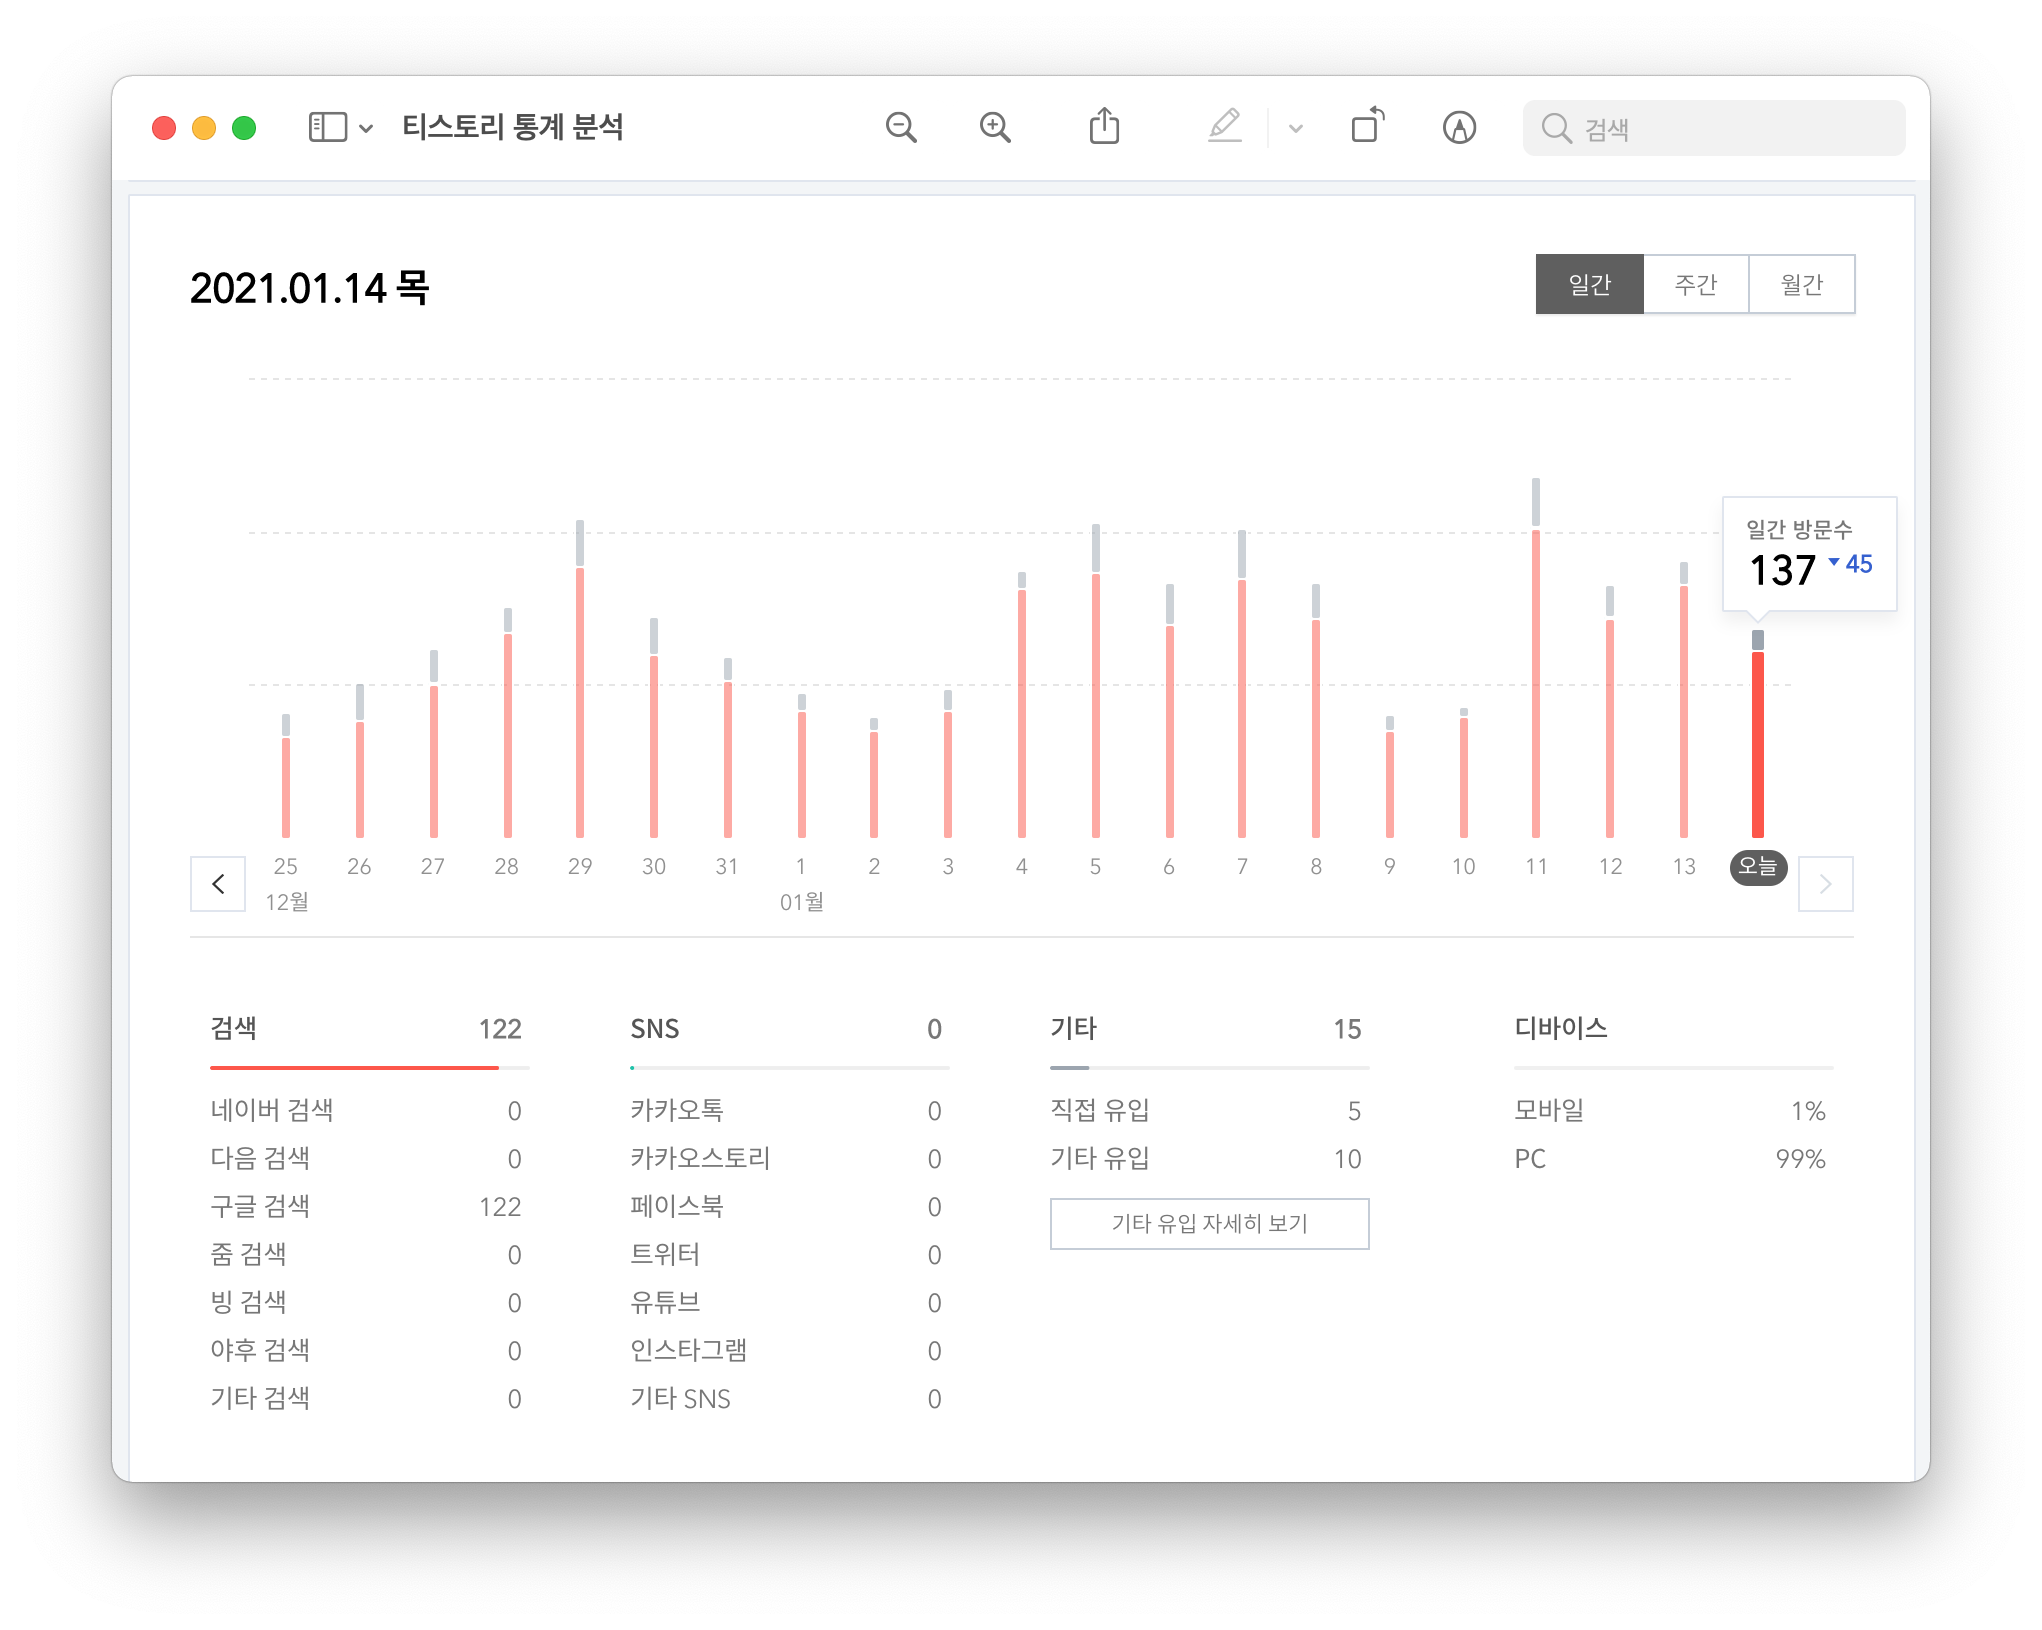 티스토리 통계 분석
검색
2021.01.14 목
일간 주간 월간
일간 방문수
137 ▼ 45
25 26 27 28 29 30 31 1 2 3 4 5 6 7 8 9 10 11 12 13 오늘
12월 01월
검색 122
네이버 검색 0
다음 검색 0
구글 검색 122
줌 검색 0
빙 검색 0
야후 검색 0
기타 검색 0
SNS 0
카카오톡 0
카카오스토리 0
페이스북 0
트위터 0
유튜브 0
인스타그램 0
기타 SNS 0
기타 15
직접 유입 5
기타 유입 10
기타 유입 자세히 보기
디바이스
모바일 1%
PC 99%